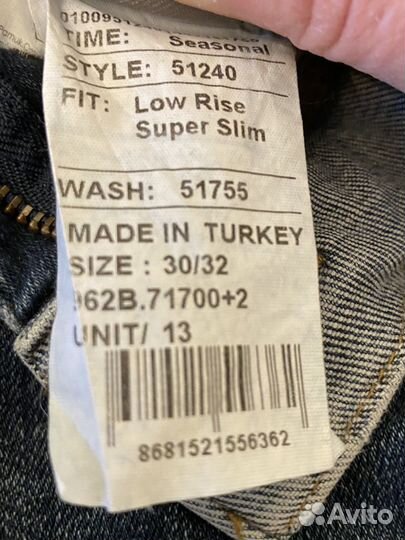 TIME: Seasonal
STYLE: 51240
FIT: Low Rise
Super Slim
WASH: 51755
MADE IN TURKEY
SIZE : 30/32
962B.71700+2
UNIT/ 13
8681521556362
Avito